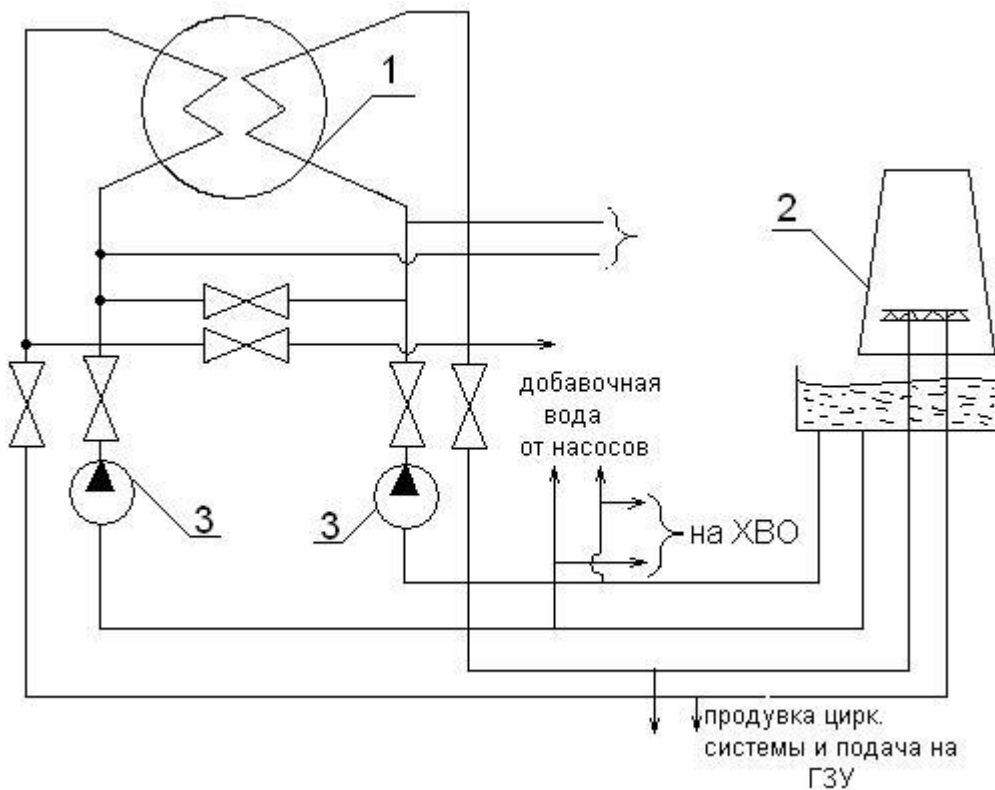 1
2
добавочная
вода
от насосов
3
3
на ХВО
продувка цирк.
системы и подача на
ГЗУ